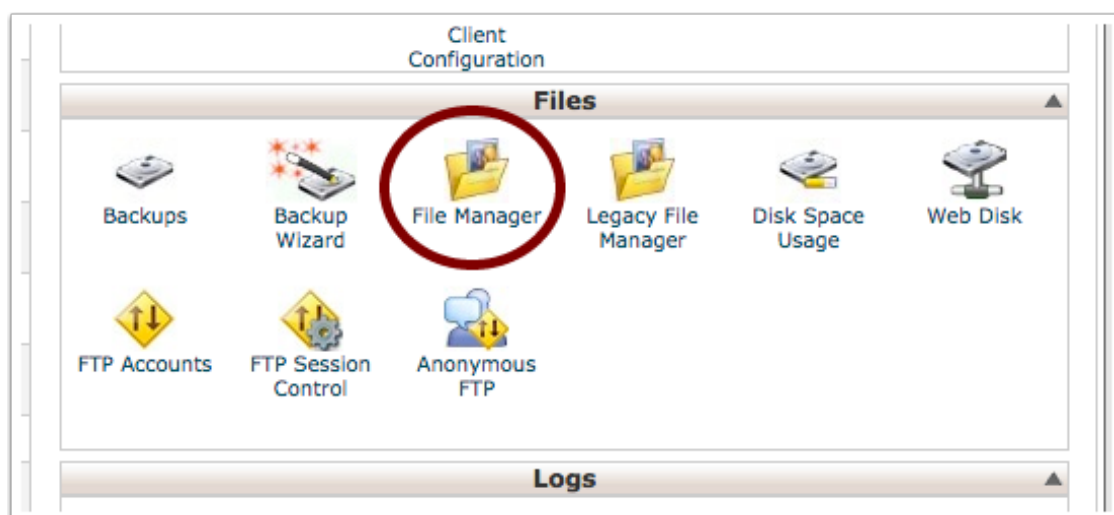 Client
Configuration
Files
Backups
Backup
Wizard
File Manager
Legacy File
Manager
Disk Space
Usage
Web Disk
FTP Accounts
FTP Session
Control
Anonymous
FTP
Logs